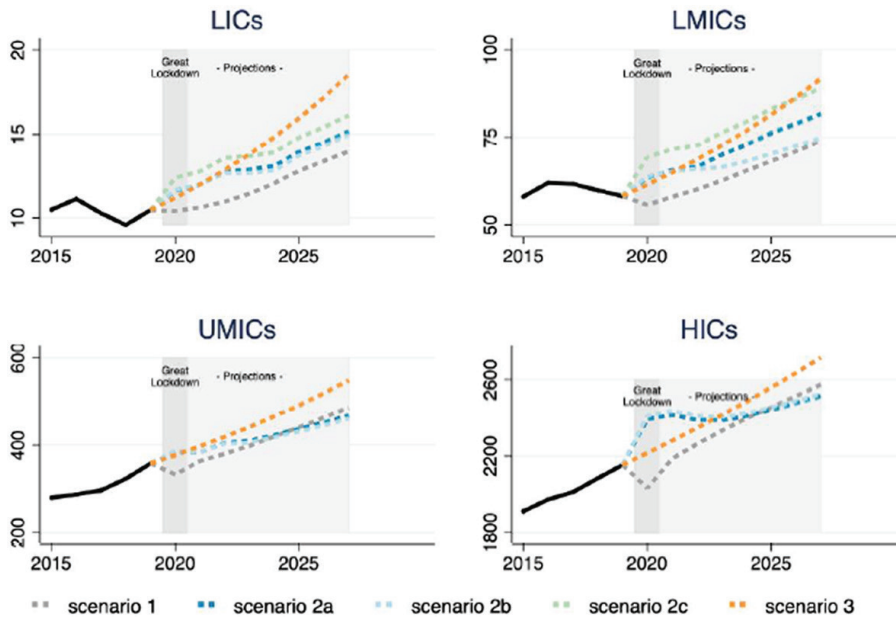 LICs
20
15
10
Great
Lockdown
- Projections -
2015
2020
2025
LMICs
100
75
50
Great
Lockdown
- Projections -
2015
2020
2025
UMICs
600
400
200
Great
Lockdown
- Projections -
2015
2020
2025
HICs
2600
2200
1800
Great
Lockdown
- Projections -
2015
2020
2025
scenario 1
scenario 2a
scenario 2b
scenario 2c
scenario 3